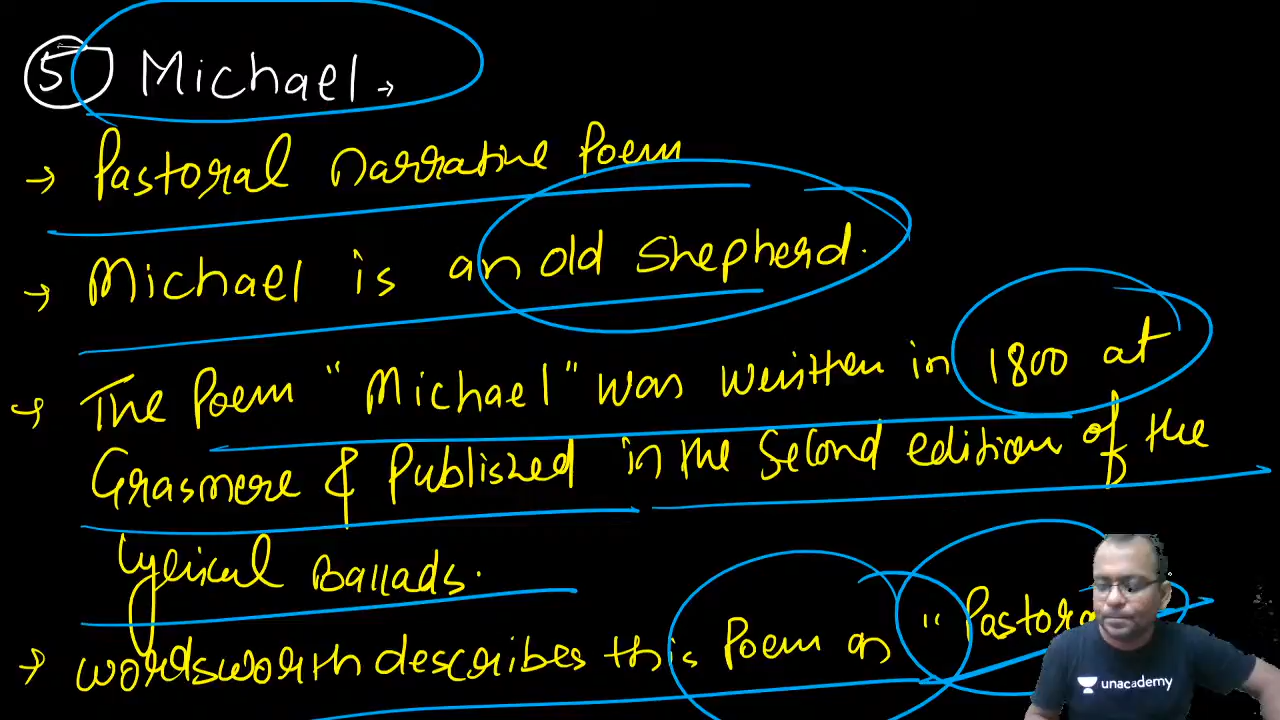 5 Michael →
→ Pastoral Narrative Poem
→ Michael is an old Shepherd.
→ The Poem "Michael" was written in 1800 at
Grasmere & Published in the Second edition of the
Lyrical Ballads.
→ Wordsworth describes this Poem as "Pastoral
unacademy